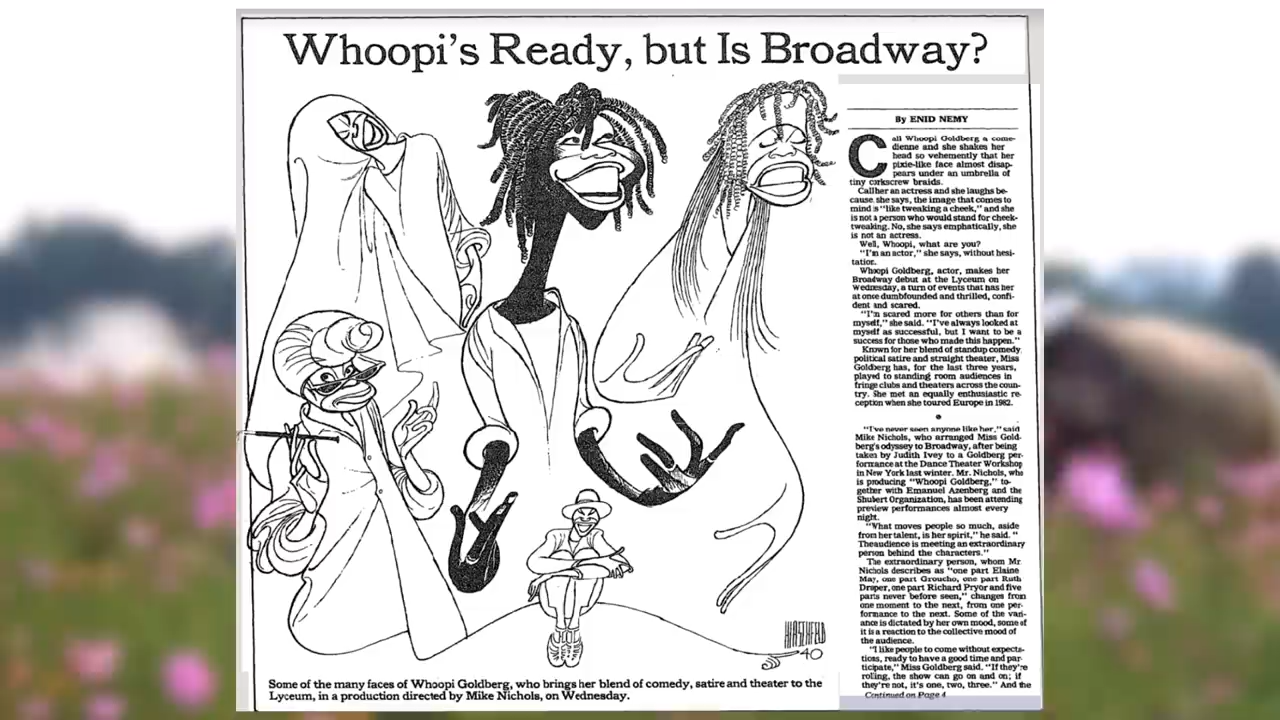 Whoopi's Ready, but Is Broadway?
By ENID NEMY
Call Whoopi Goldberg a come-
dienne and she shakes her
head so vehemently that her
pixie-like face almost disap-
pears under an umbrella of
tiny corkscrew braids.
Call her an actress and she laughs be-
cause, she says, the image that comes to
mind is "like tweaking a cheek," and she
is not a person who would stand for cheek-
tweaking. No, she says emphatically, she
is not an actress.
Well, Whoopi, what are you?
"I'm an actor," she says, without hesi-
tation.
Whoopi Goldberg, actor, makes her
Broadway debut at the Lyceum on
Wednesday, a turn of events that has her
at once dumbfounded and thrilled, confi-
dent and scared.
"I'm scared more for others than for
myself," she said. "I've always looked at
myself as successful, but I want to be a
success for those who made this happen."
Known for her blend of standup comedy,
political satire and straight theater, Miss
Goldberg has, for the last three years,
played to standing room audiences in
fringe clubs and theaters across the coun-
try. She met an equally enthusiastic re-
ception when she toured Europe in 1982.
•
"I've never seen anyone like her," said
Mike Nichols, who arranged Miss Gold-
berg's odyssey to Broadway, after being
taken by Judith Ivey to a Goldberg per-
formance at the Dance Theater Workshop
in New York last winter. Mr. Nichols, who
is producing "Whoopi Goldberg," to-
gether with Emanuel Azenberg and the
Shubert Organization, has been attending
preview performances almost every
night.
"What moves people so much, aside
from her talent, is her spirit," he said. "
The audience is meeting an extraordinary
person behind the characters."
The extraordinary person, whom Mr.
Nichols describes as "one part Elaine
May, one part Groucho, one part Ruth
Draper, one part Richard Pryor and five
parts never before seen," changes from
one moment to the next, from one per-
formance to the next. Some of the vari-
ance is dictated by her own mood, some of
it is a reaction to the collective mood of
the audience.
"I like people to come without expecta-
tions, ready to have a good time and par-
ticipate," Miss Goldberg said. "If they're
rolling, the show can go on and on; if
they're not, it's one, two, three." And the
Continued on Page 4
HIRSCHFELD
40
Some of the many faces of Whoopi Goldberg, who brings her blend of comedy, satire and theater to the
Lyceum, in a production directed by Mike Nichols, on Wednesday.